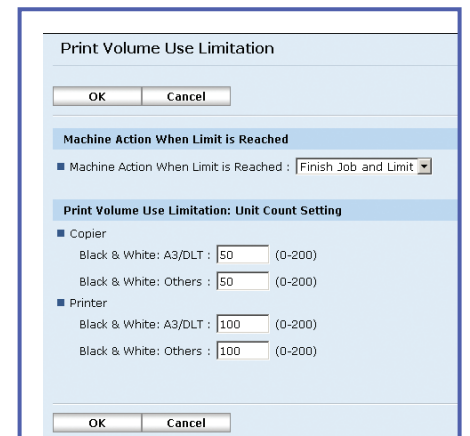 Print Volume Use Limitation
OK Cancel
Machine Action When Limit is Reached
Machine Action When Limit is Reached : Finish Job and Limit
Print Volume Use Limitation: Unit Count Setting
Copier
Black & White: A3/DLT : 50 (0-200)
Black & White: Others : 50 (0-200)
Printer
Black & White: A3/DLT : 100 (0-200)
Black & White: Others : 100 (0-200)
OK Cancel